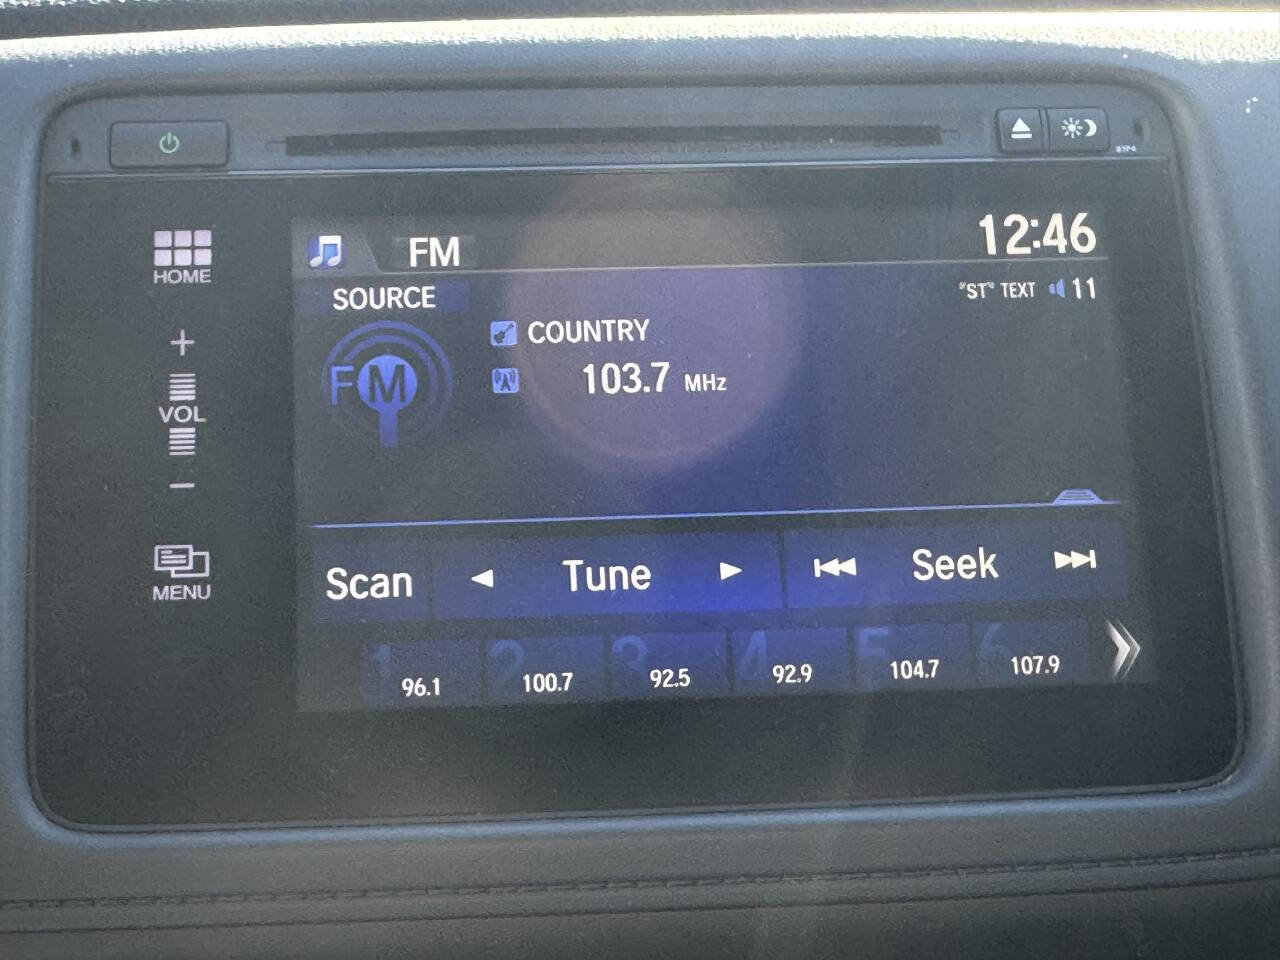 HOME
+
VOL
−
MENU
FM
12:46
SOURCE
"ST" TEXT 11
COUNTRY
FM
103.7 MHz
Scan
Tune
Seek
1 96.1
2 100.7
3 92.5
4 92.9
5 104.7
6 107.9